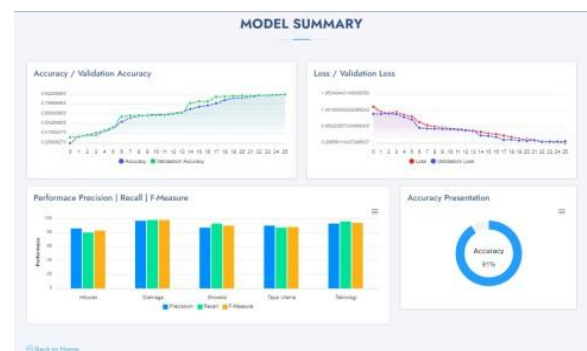 MODEL SUMMARY
Accuracy / Validation Accuracy
0 1 2 3 4 5 6 7 8 9 10 11 12 13 14 15 16 17 18 19 20 21 22 23 24 25
Accuracy Validation Accuracy
Loss / Validation Loss
0 1 2 3 4 5 6 7 8 9 10 11 12 13 14 15 16 17 18 19 20 21 22 23 24 25
Loss Validation Loss
Performace Precision | Recall | F-Measure
100
80
60
40
20
0
Performance
Hiburan Olahraga Otomotif Tajuk Utama Teknologi
Precision Recall F-Measure
Accuracy Presentation
Accuracy
91%
Back to Home